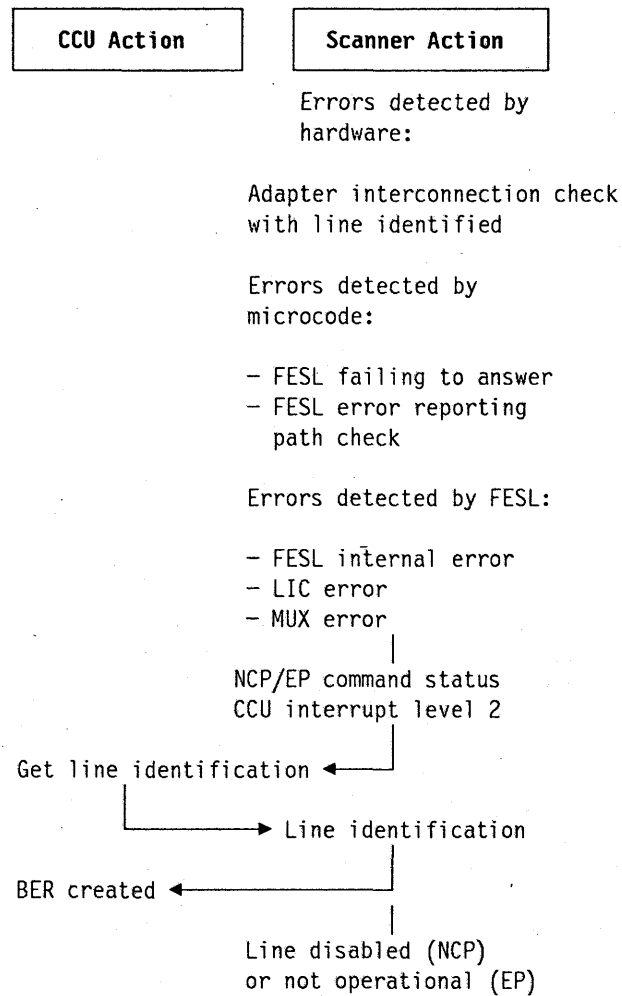 CCU Action
Scanner Action
Errors detected by
hardware:
Adapter interconnection check
with line identified
Errors detected by
microcode:
– FESL failing to answer
– FESL error reporting
path check
Errors detected by FESL:
– FESL internal error
– LIC error
– MUX error
NCP/EP command status
CCU interrupt level 2
Get line identification
Line identification
BER created
Line disabled (NCP)
or not operational (EP)